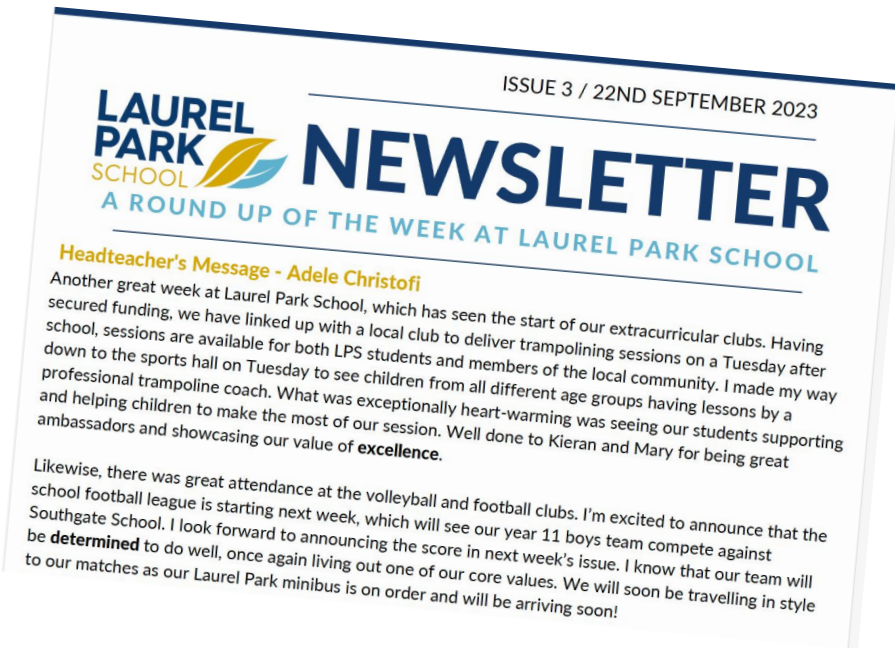 ISSUE 3 / 22ND SEPTEMBER 2023
LAUREL
PARK
SCHOOL
NEWSLETTER
A ROUND UP OF THE WEEK AT LAUREL PARK SCHOOL
Headteacher's Message - Adele Christofi
Another great week at Laurel Park School, which has seen the start of our extracurricular clubs. Having
secured funding, we have linked up with a local club to deliver trampolining sessions on a Tuesday after
school, sessions are available for both LPS students and members of the local community. I made my way
down to the sports hall on Tuesday to see children from all different age groups having lessons by a
professional trampoline coach. What was exceptionally heart-warming was seeing our students supporting
and helping children to make the most of our session. Well done to Kieran and Mary for being great
ambassadors and showcasing our value of excellence.
Likewise, there was great attendance at the volleyball and football clubs. I'm excited to announce that the
school football league is starting next week, which will see our year 11 boys team compete against
Southgate School. I look forward to announcing the score in next week's issue. I know that our team will
be determined to do well, once again living out one of our core values. We will soon be travelling in style
to our matches as our Laurel Park minibus is on order and will be arriving soon!